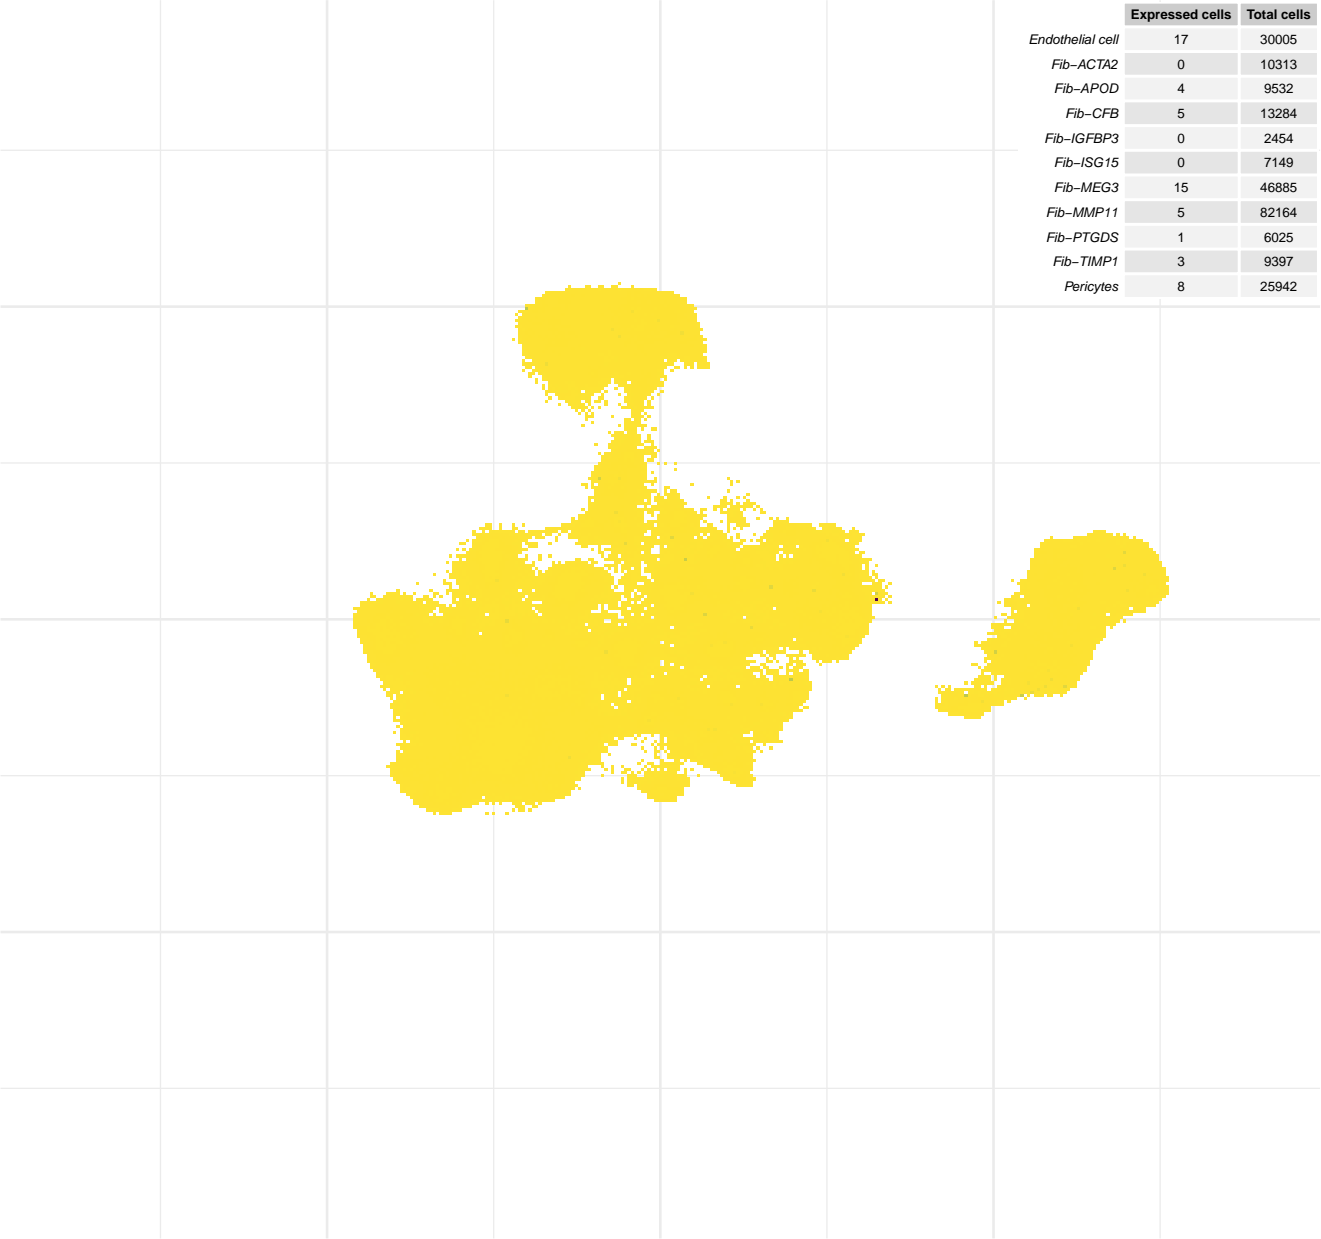 Expressed cells Total cells
Endothelial cell 17 30005
Fib−ACTA2 0 10313
Fib−APOD 4 9532
Fib−CFB 5 13284
Fib−IGFBP3 0 2454
Fib−ISG15 0 7149
Fib−MEG3 15 46885
Fib−MMP11 5 82164
Fib−PTGDS 1 6025
Fib−TIMP1 3 9397
Pericytes 8 25942